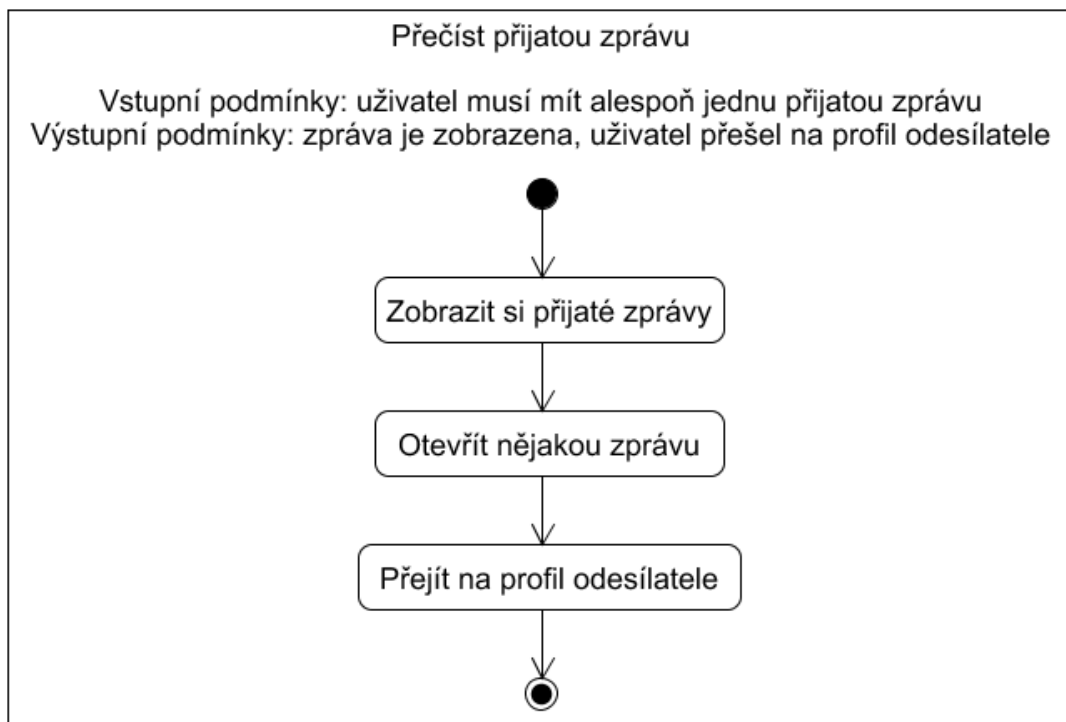 Přečíst přijatou zprávu
Vstupní podmínky: uživatel musí mít alespoň jednu přijatou zprávu
Výstupní podmínky: zpráva je zobrazena, uživatel přešel na profil odesílatele
Zobrazit si přijaté zprávy
Otevřít nějakou zprávu
Přejít na profil odesílatele